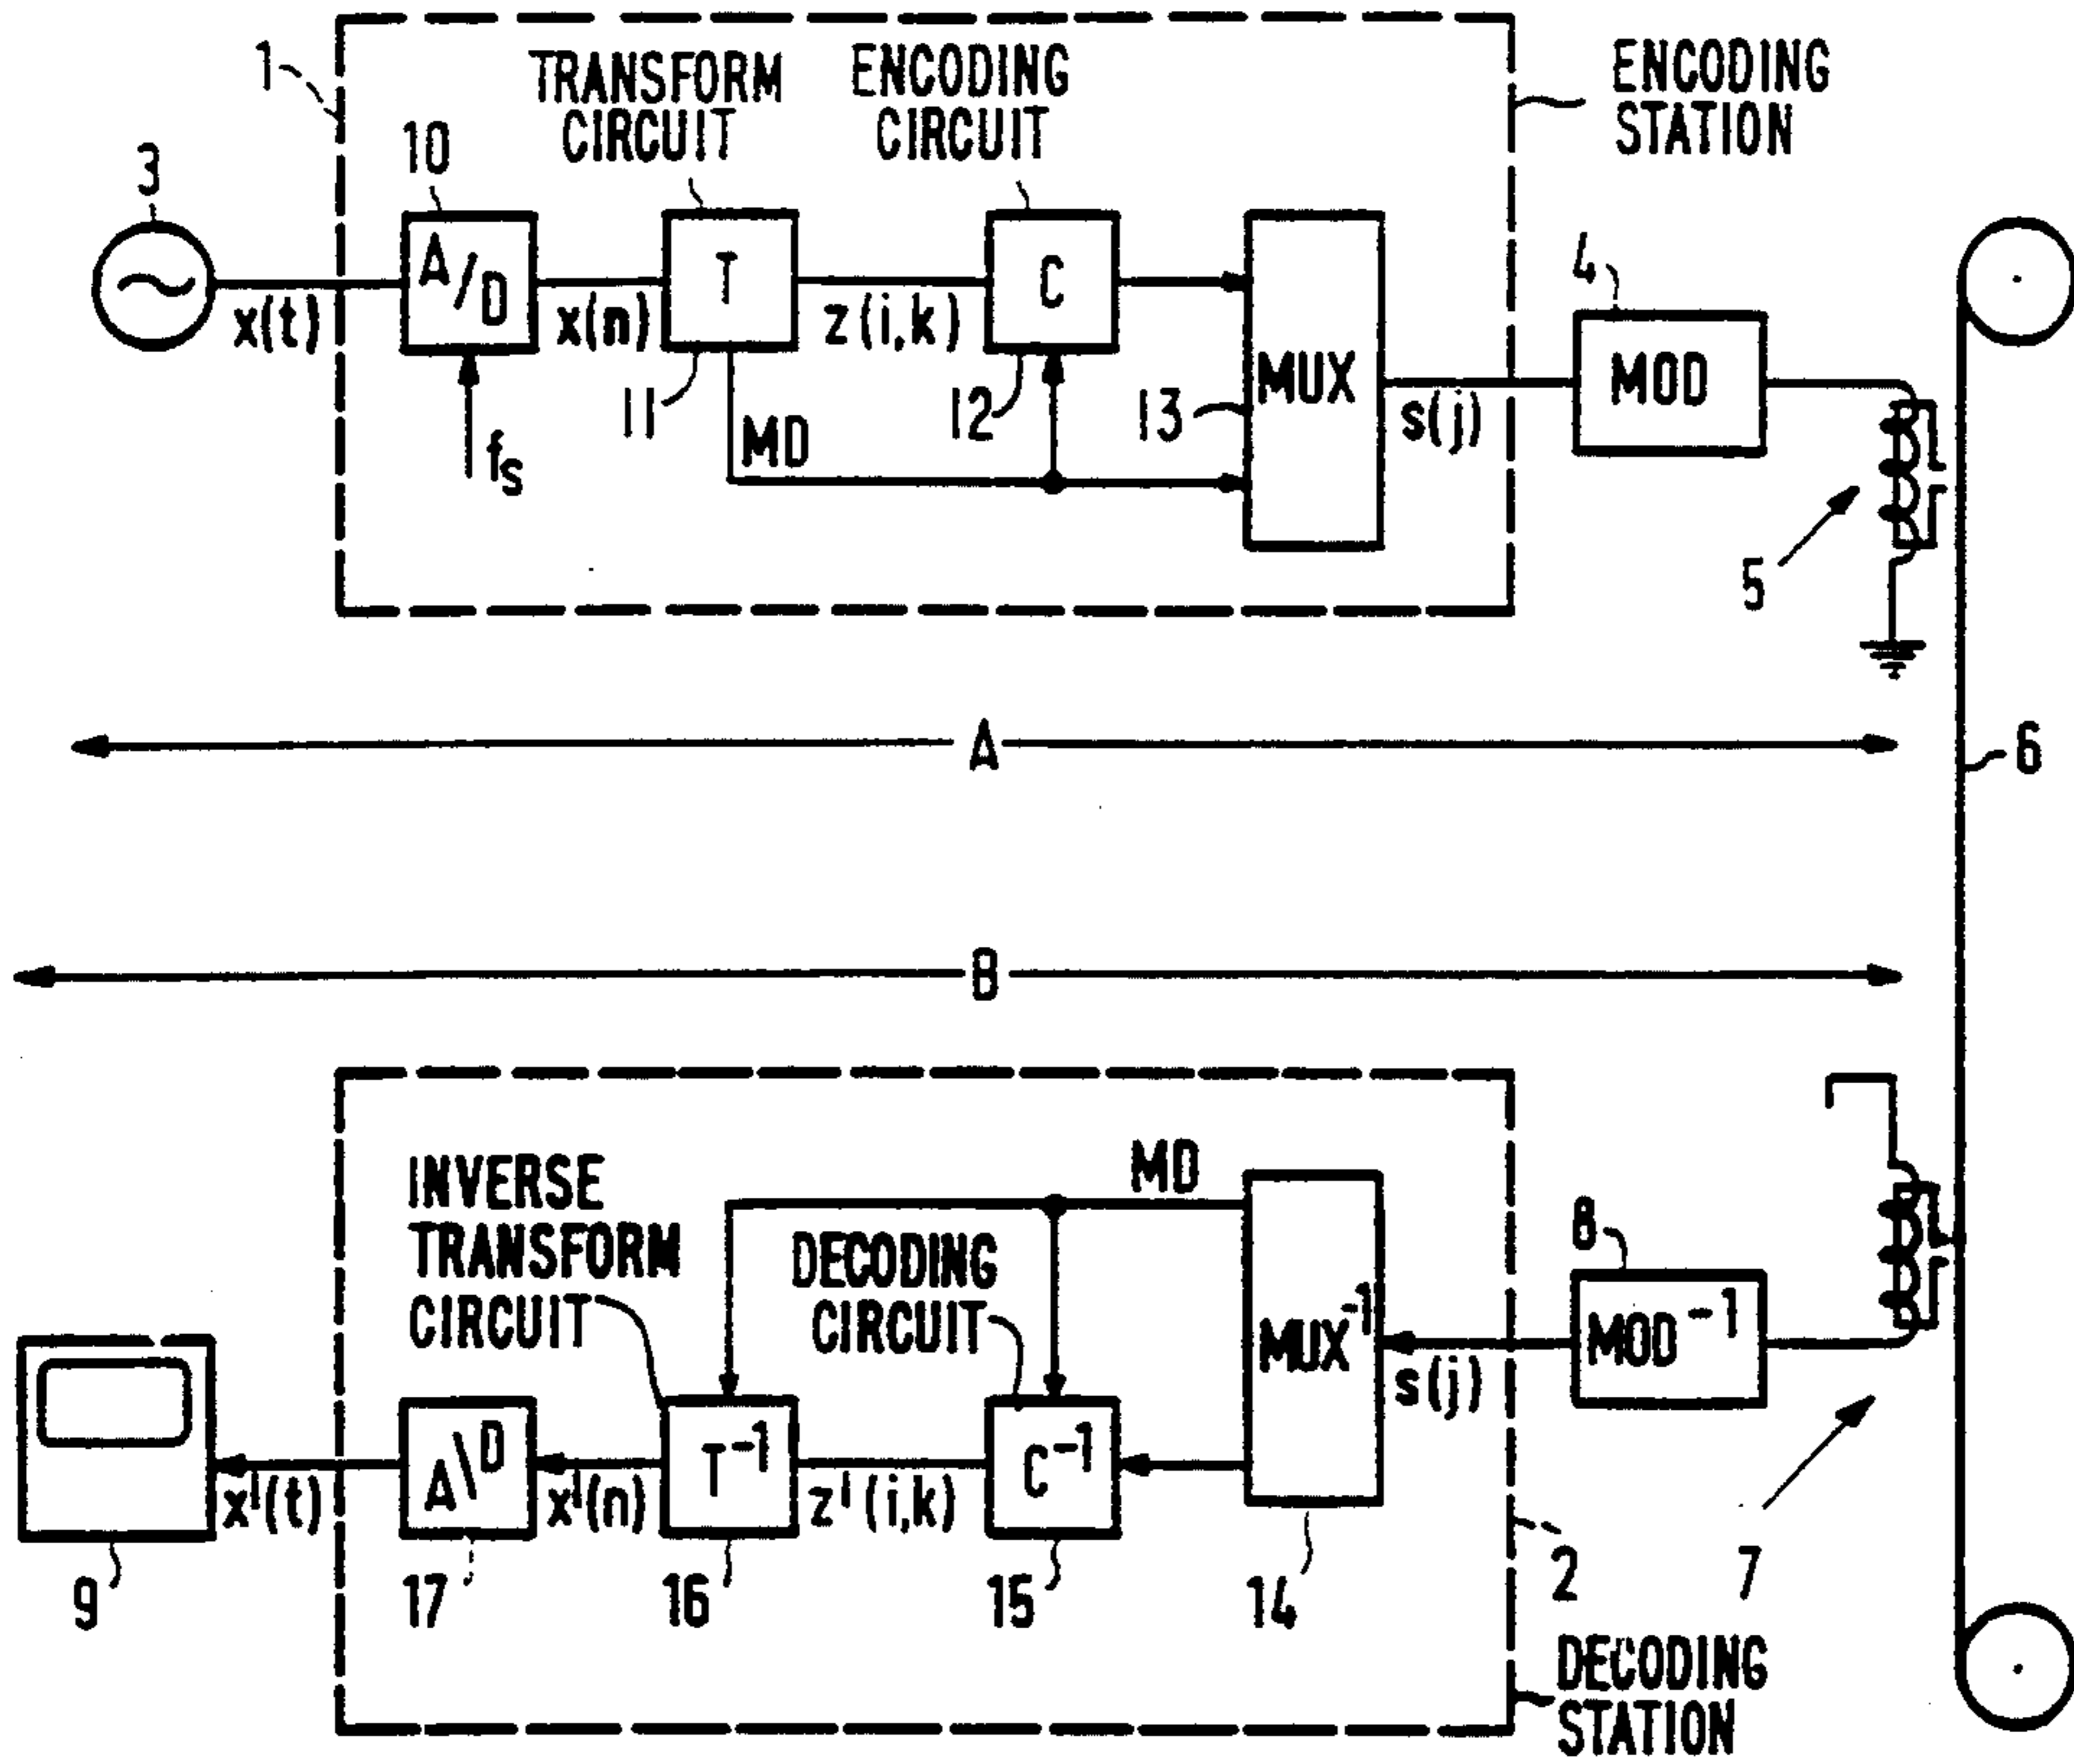 1
TRANSFORM
CIRCUIT
ENCODING
CIRCUIT
ENCODING
STATION
3
10
A/D
T
C
MUX
4
MOD
x(t)
x(n)
z(i,k)
11
12
13
s(j)
MD
fs
5
A
6
B
MD
INVERSE
TRANSFORM
CIRCUIT
DECODING
CIRCUIT
8
MUX-1
MOD-1
s(j)
A\D
T-1
C-1
x'(t)
x'(n)
z'(i,k)
9
17
16
15
14
2
7
DECODING
STATION